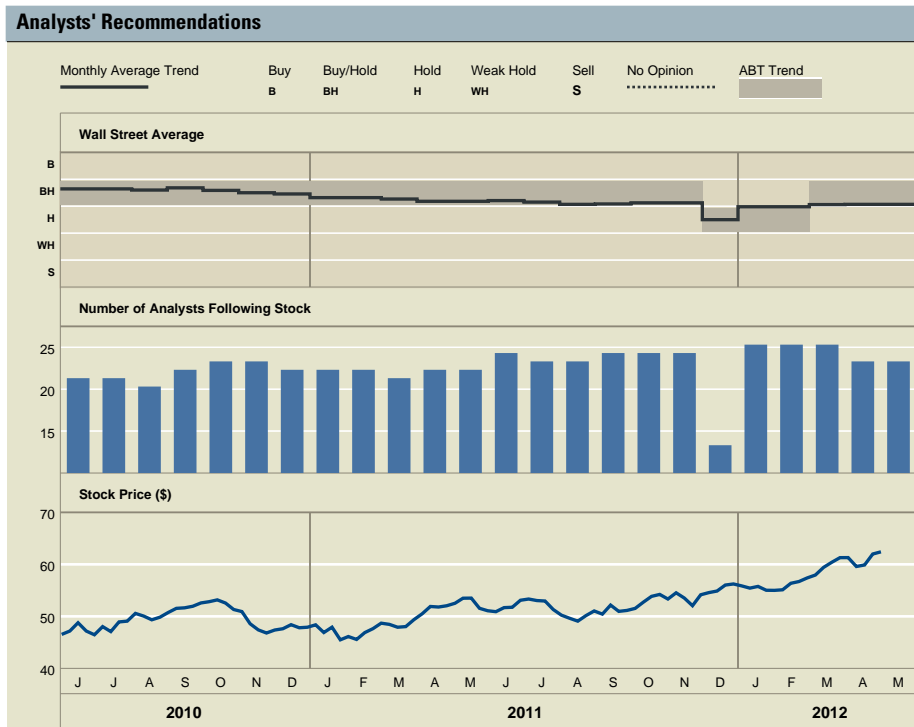 Analysts' Recommendations
Monthly Average Trend Buy Buy/Hold Hold Weak Hold Sell No Opinion ABT Trend
B BH H WH S
Wall Street Average
B
BH
H
WH
S
Number of Analysts Following Stock
25
20
15
Stock Price ($)
70
60
50
40
J J A S O N D J F M A M J J A S O N D J F M A M
2010 2011 2012